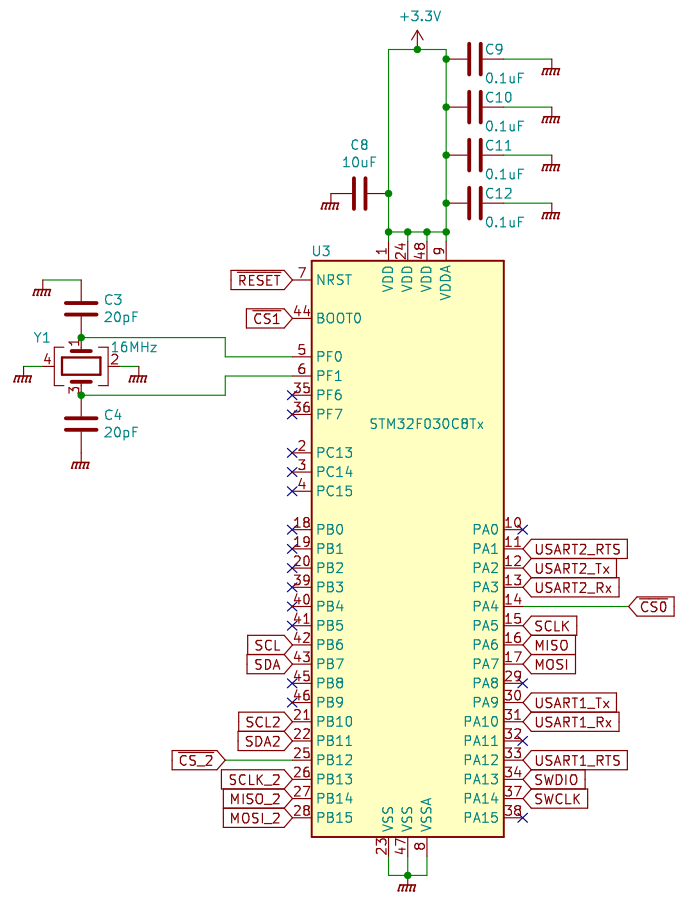 +3.3V
C9
0.1uF
C10
0.1uF
C11
0.1uF
C12
0.1uF
C8
10uF
1
24
48
9
VDD
VDD
VDD
VDDA
U3
RESET 7 NRST
CS1 44 BOOT0
C3
20pF
Y1
16MHz
1
4
2
3
C4
20pF
5 PF0
6 PF1
35 PF6
36 PF7
STM32F030C8Tx
2 PC13
3 PC14
4 PC15
18 PB0 PA0 10
19 PB1 PA1 11 USART2_RTS
20 PB2 PA2 12 USART2_Tx
39 PB3 PA3 13 USART2_Rx
40 PB4 PA4 14 CS0
41 PB5 PA5 15 SCLK
SCL 42 PB6 PA6 16 MISO
SDA 43 PB7 PA7 17 MOSI
45 PB8 PA8 29
46 PB9 PA9 30 USART1_Tx
SCL2 21 PB10 PA10 31 USART1_Rx
SDA2 22 PB11 PA11 32
CS_2 25 PB12 PA12 33 USART1_RTS
SCLK_2 26 PB13 PA13 34 SWDIO
MISO_2 27 PB14 PA14 37 SWCLK
MOSI_2 28 PB15 PA15 38
VSS
VSS
VSSA
23
47
8